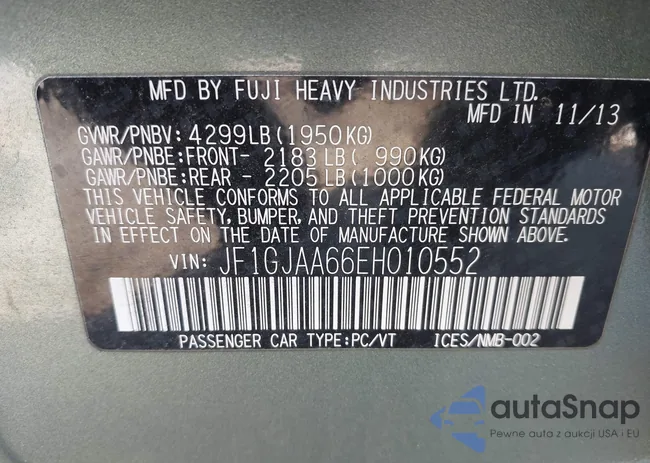 MFD BY FUJI HEAVY INDUSTRIES LTD.
MFD IN 11/13
GVWR/PNBV: 4299LB(1950KG)
GAWR/PNBE:FRONT- 2183LB( 990KG)
GAWR/PNBE:REAR - 2205LB(1000KG)
THIS VEHICLE CONFORMS TO ALL APPLICABLE FEDERAL MOTOR
VEHICLE SAFETY, BUMPER, AND THEFT PREVENTION STANDARDS
IN EFFECT ON THE DATE OF MANUFACTURE SHOWN ABOVE.
VIN: JF1GJAA66EH010552
PASSENGER CAR TYPE:PC/VT ICES/NMB-002
autoSnap
Pewne auta z aukcji USA i EU